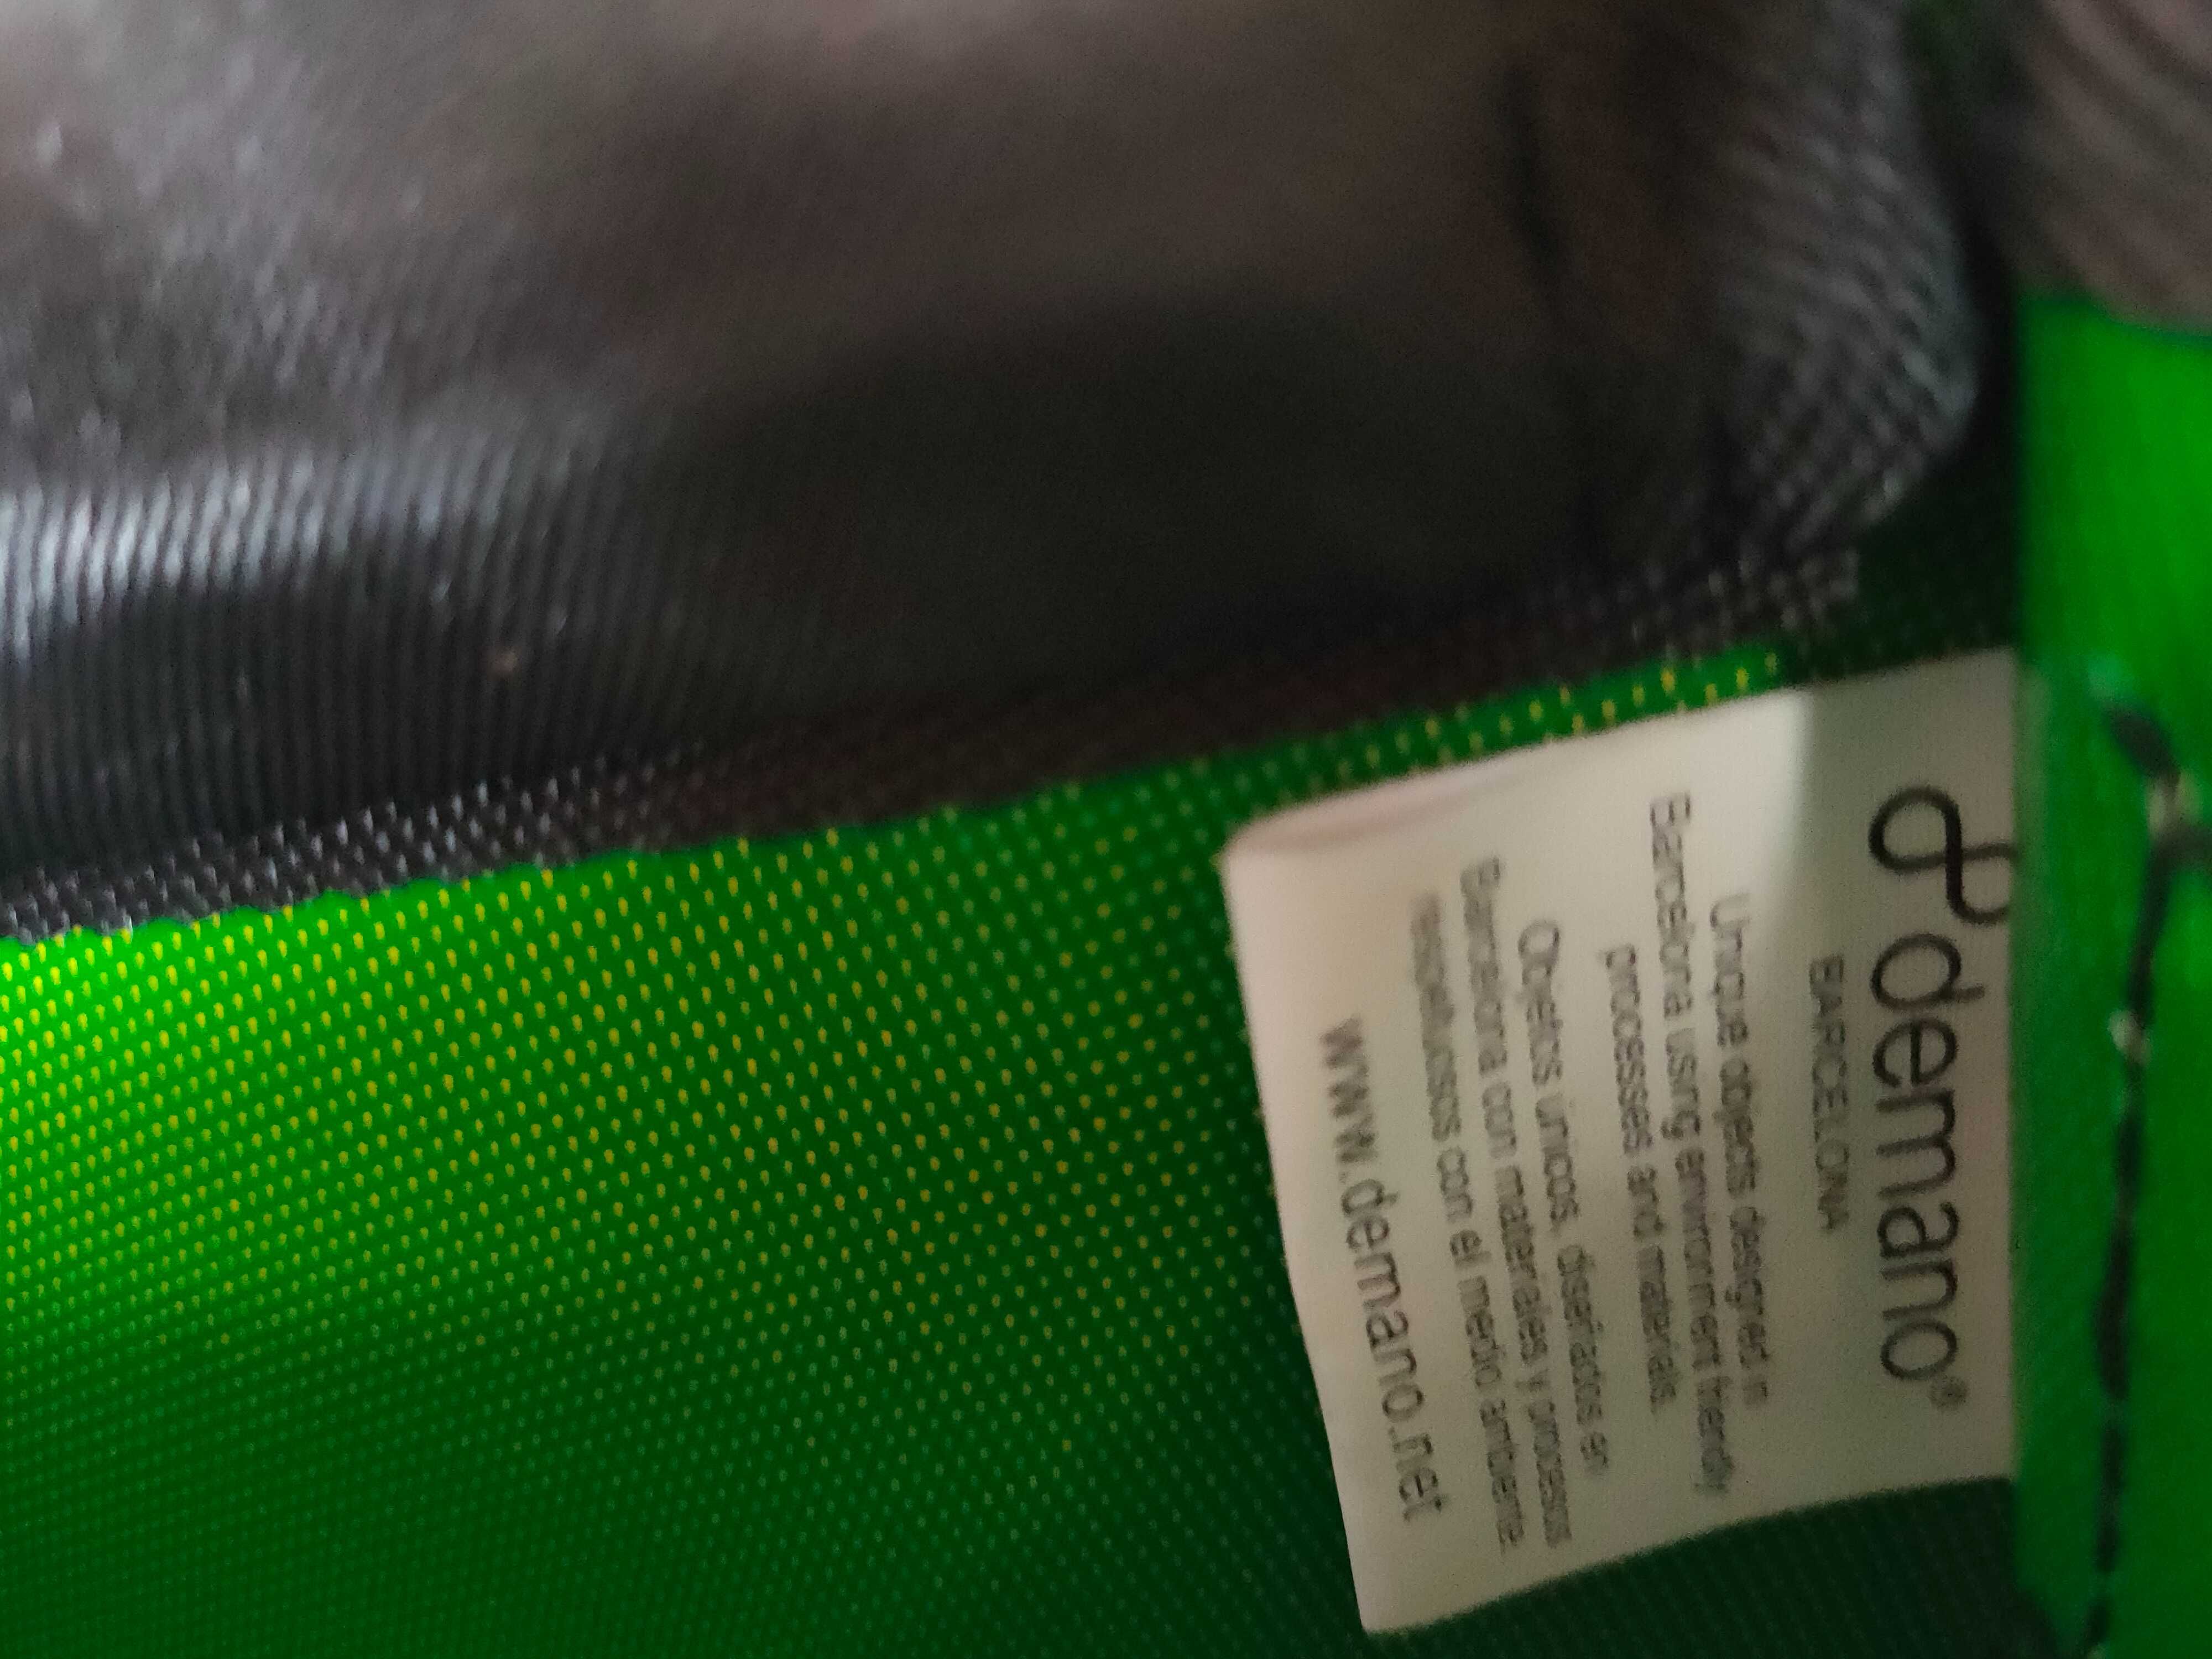 demano®
BARCELONA
Unique objects designed in
Barcelona using environment friendly
processes and materials.
Objetos únicos, diseñados en
Barcelona con materiales y procesos
respetuosos con el medio ambiente.
www.demano.net